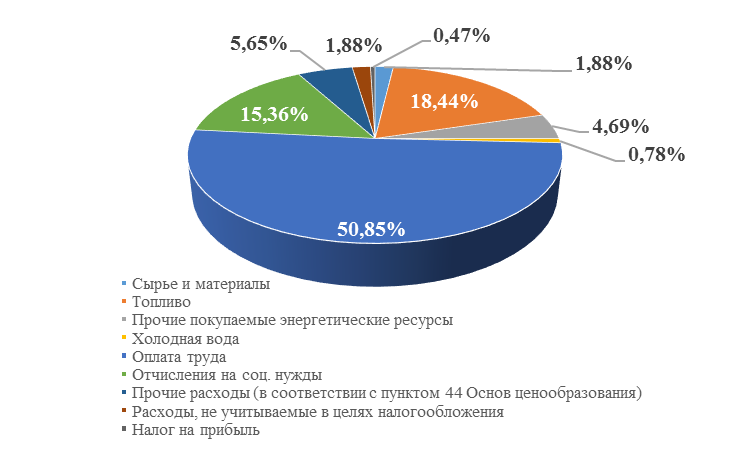 5,65%
1,88%
0,47%
1,88%
18,44%
15,36%
4,69%
0,78%
50,85%
Сырье и материалы
Топливо
Прочие покупаемые энергетические ресурсы
Холодная вода
Оплата труда
Отчисления на соц. нужды
Прочие расходы (в соответствии с пунктом 44 Основ ценообразования)
Расходы, не учитываемые в целях налогообложения
Налог на прибыль